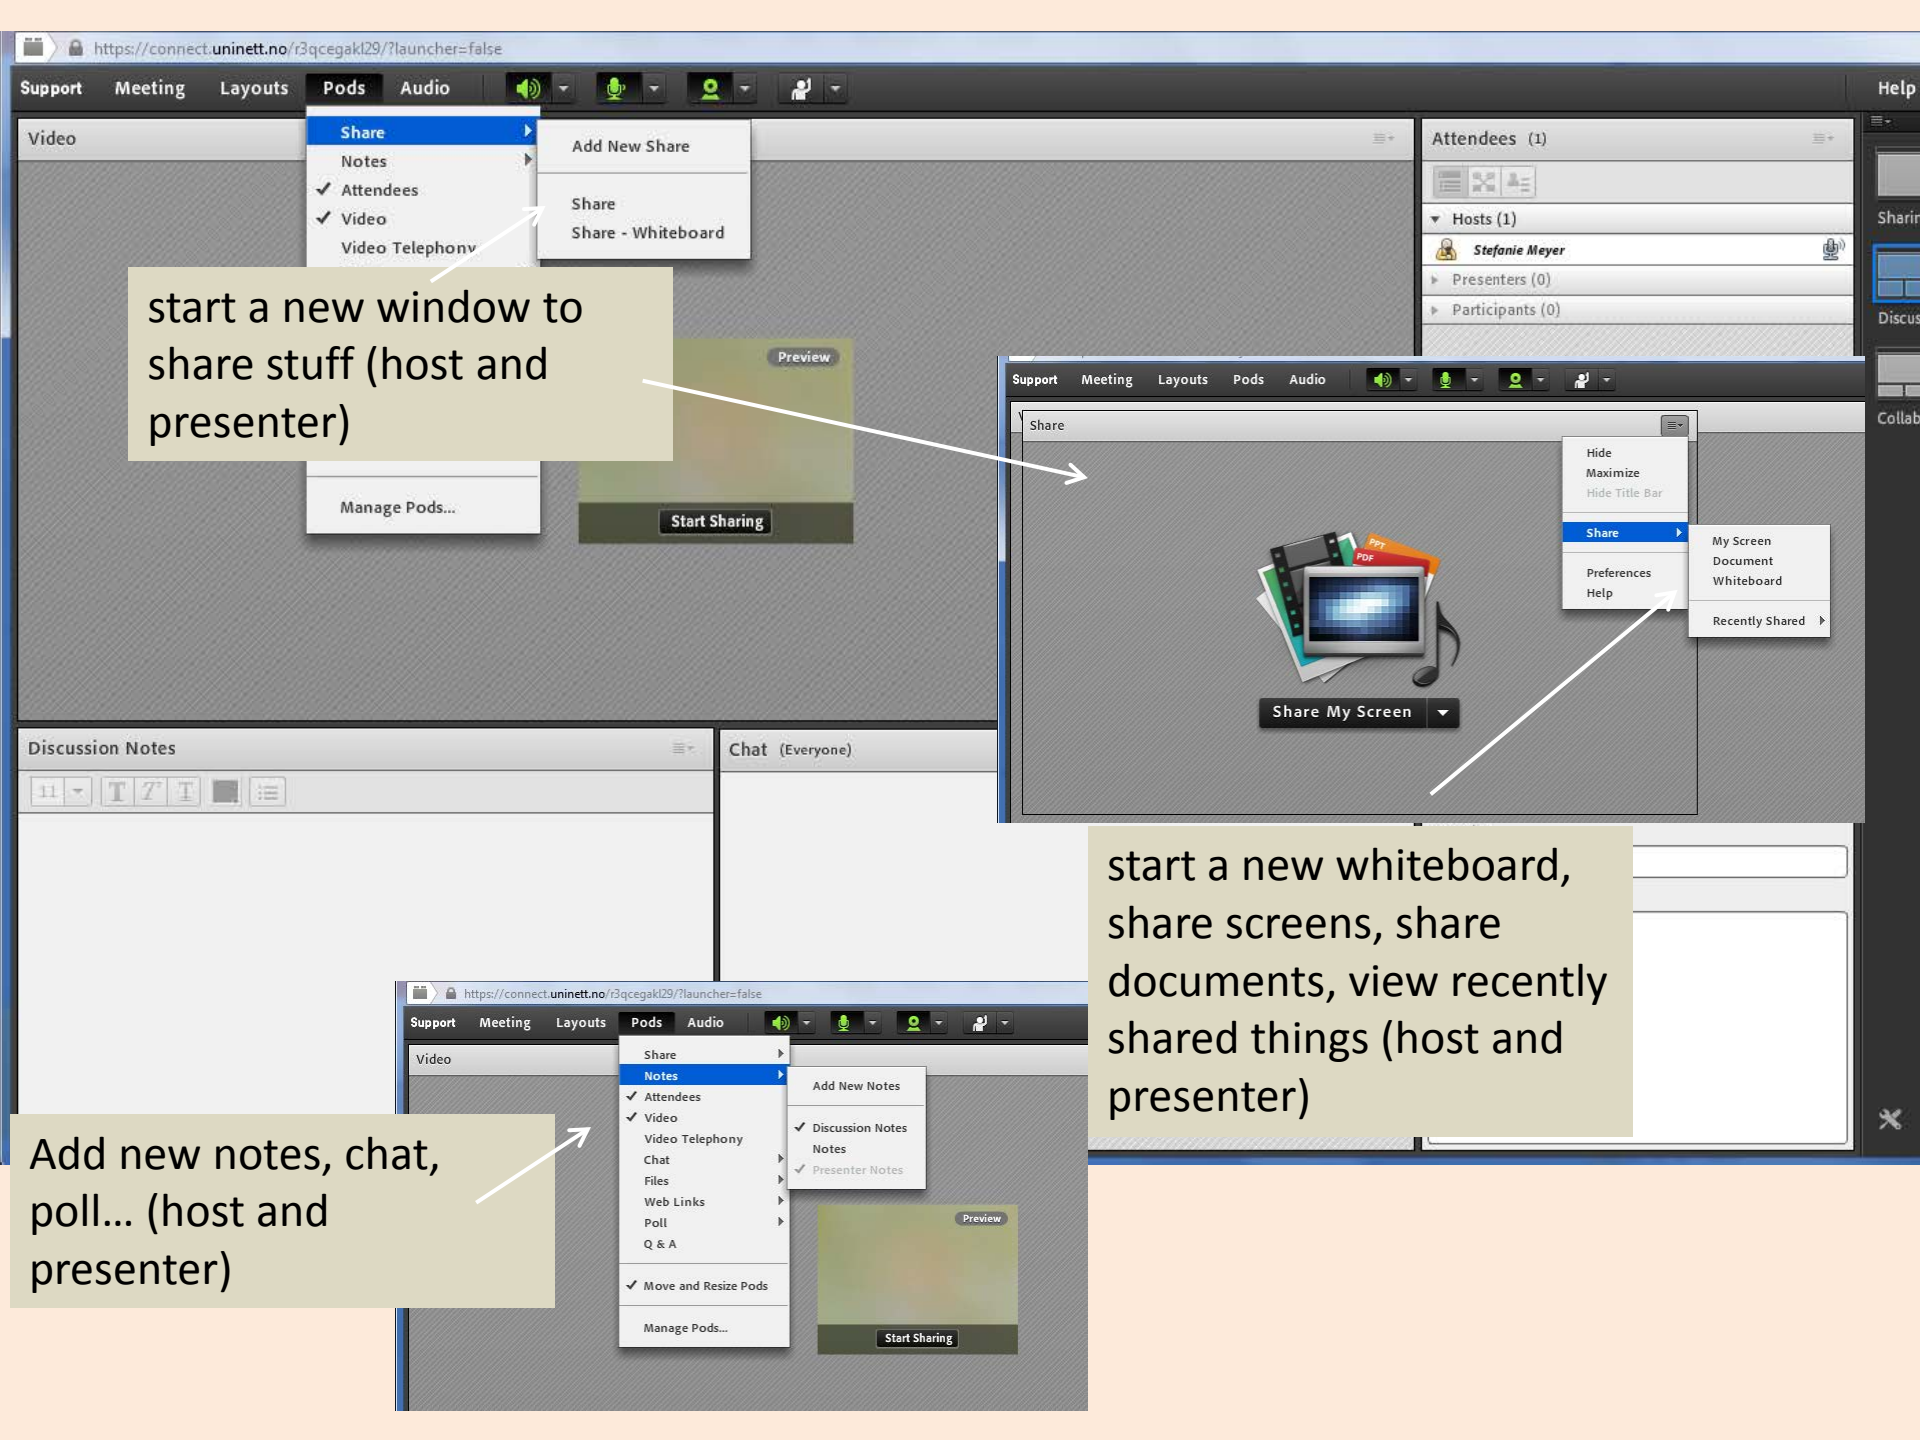 https://connect.uninett.no/r3qcegakl29/?launcher=false
Support Meeting Layouts Pods Audio
Help
Video
Share
Notes
✓ Attendees
✓ Video
Video Telephony
Manage Pods...
Add New Share
Share
Share - Whiteboard
start a new window to
share stuff (host and
presenter)
Preview
Start Sharing
Attendees (1)
Hosts (1)
Stefanie Meyer
Presenters (0)
Participants (0)
Support Meeting Layouts Pods Audio
Share
Hide
Maximize
Hide Title Bar
Share
Preferences
Help
My Screen
Document
Whiteboard
Recently Shared
PPT
PDF
Share My Screen
Discussion Notes
11
T T T
Chat (Everyone)
start a new whiteboard,
share screens, share
documents, view recently
shared things (host and
presenter)
https://connect.uninett.no/r3qcegakl29/?launcher=false
Support Meeting Layouts Pods Audio
Video
Share
Notes
✓ Attendees
✓ Video
Video Telephony
Chat
Files
Web Links
Poll
Q & A
✓ Move and Resize Pods
Manage Pods...
Add New Notes
✓ Discussion Notes
Notes
✓ Presenter Notes
Preview
Start Sharing
Add new notes, chat,
poll... (host and
presenter)